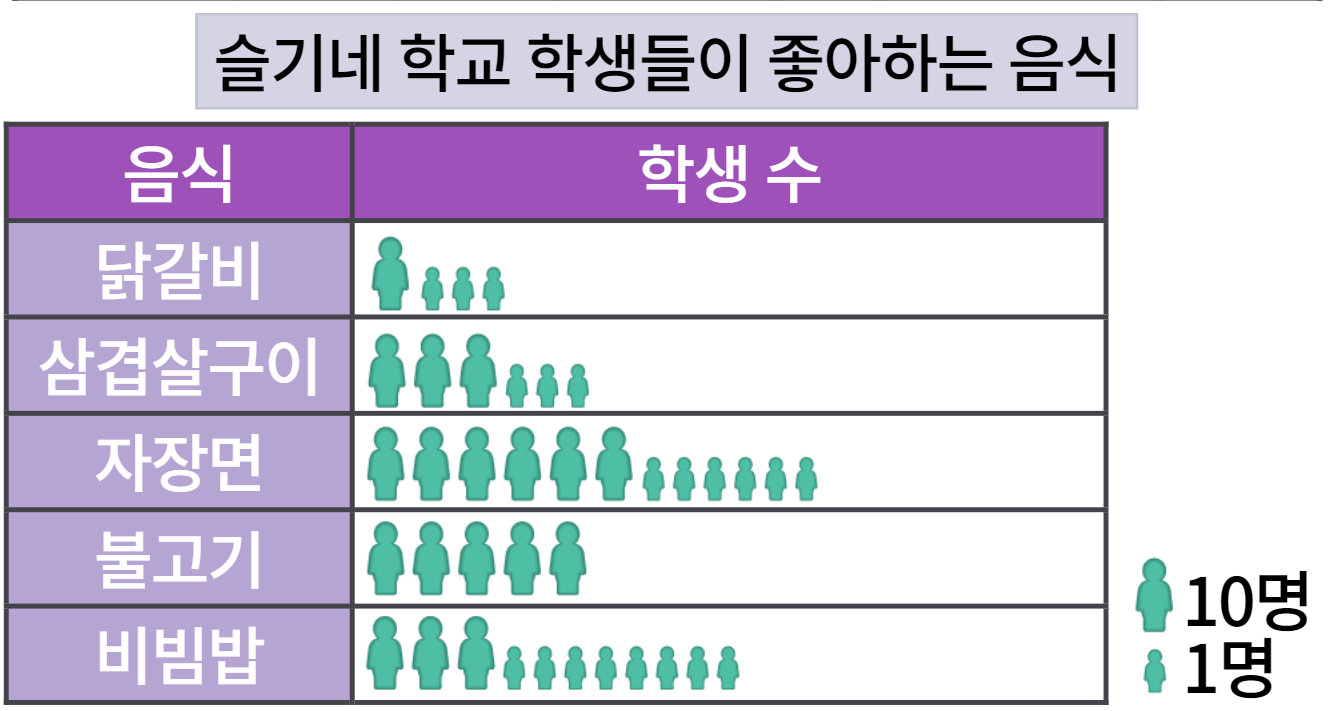 슬기네 학교 학생들이 좋아하는 음식
음식 학생 수
닭갈비
삼겹살구이
자장면
불고기
비빔밥
10명
1명